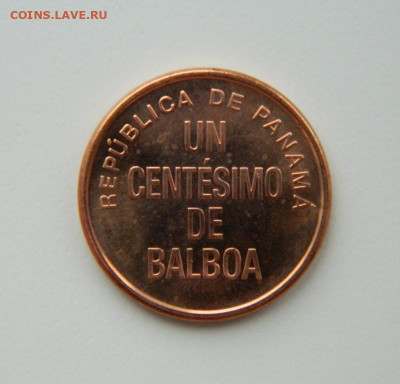 COINS.LAVE.RU
REPÚBLICA DE PANAMÁ
UN
CENTÉSIMO
DE
BALBOA